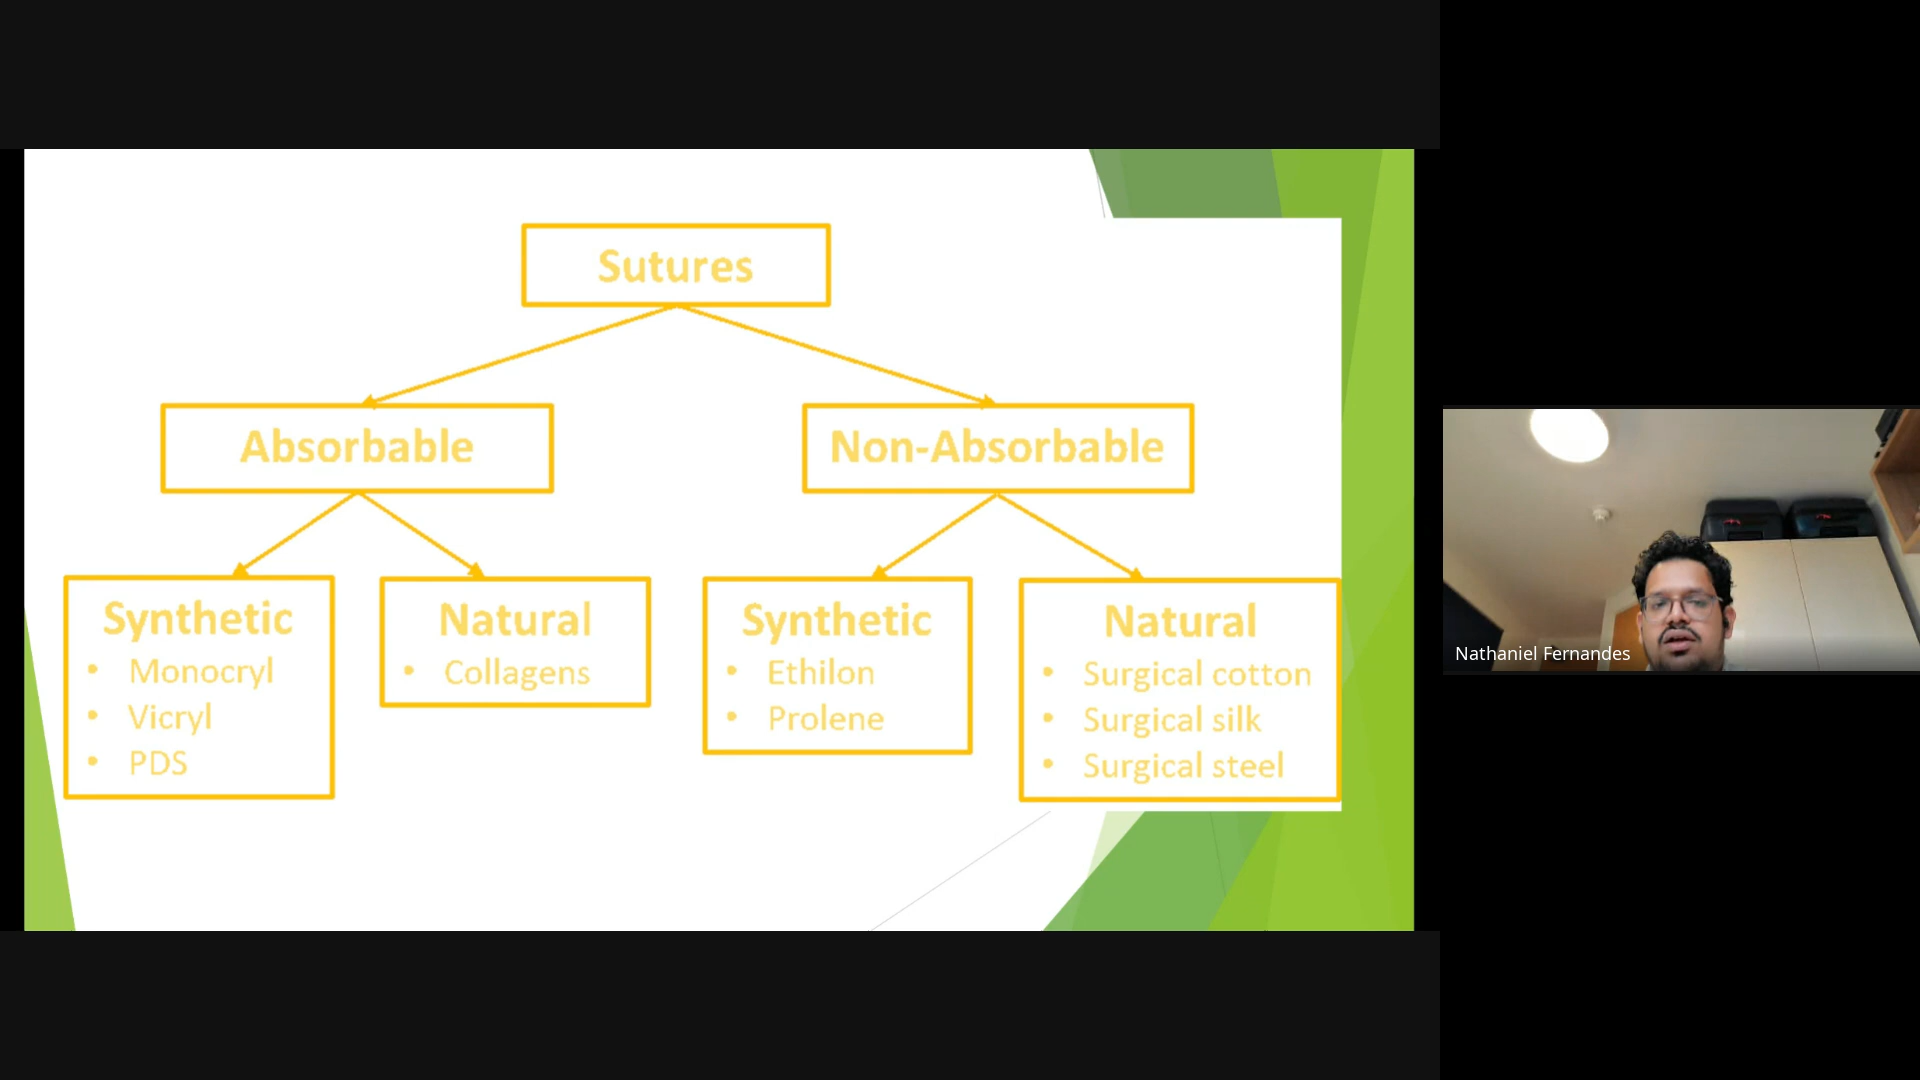 Sutures
Absorbable
Non-Absorbable
Synthetic
• Monocryl
• Vicryl
• PDS
Natural
• Collagens
Synthetic
• Ethilon
• Prolene
Natural
• Surgical cotton
• Surgical silk
• Surgical steel
Nathaniel Fernandes